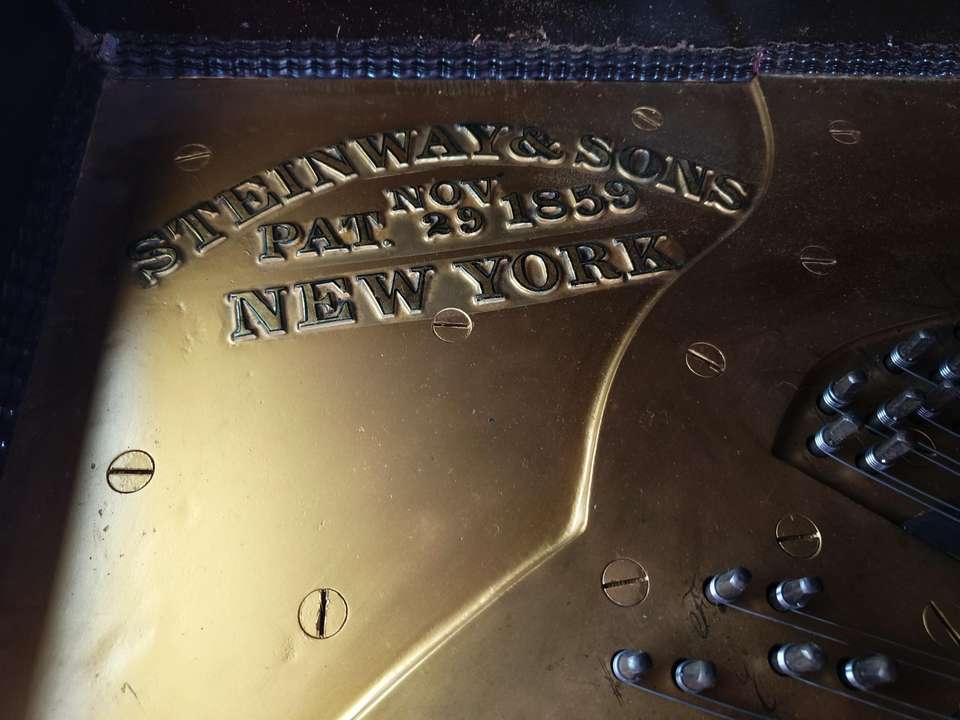 STEINWAY & SONS
PAT. NOV 29 1859
NEW YORK